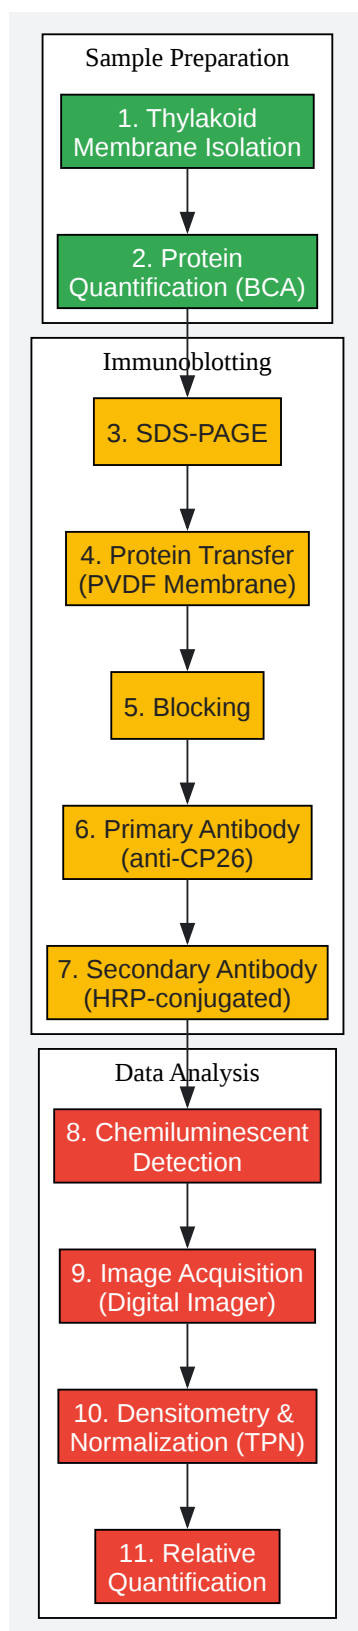 Sample Preparation
1. Thylakoid
Membrane Isolation
2. Protein
Quantification (BCA)
Immunoblotting
3. SDS-PAGE
4. Protein Transfer
(PVDF Membrane)
5. Blocking
6. Primary Antibody
(anti-CP26)
7. Secondary Antibody
(HRP-conjugated)
Data Analysis
8. Chemiluminescent
Detection
9. Image Acquisition
(Digital Imager)
10. Densitometry &
Normalization (TPN)
11. Relative
Quantification